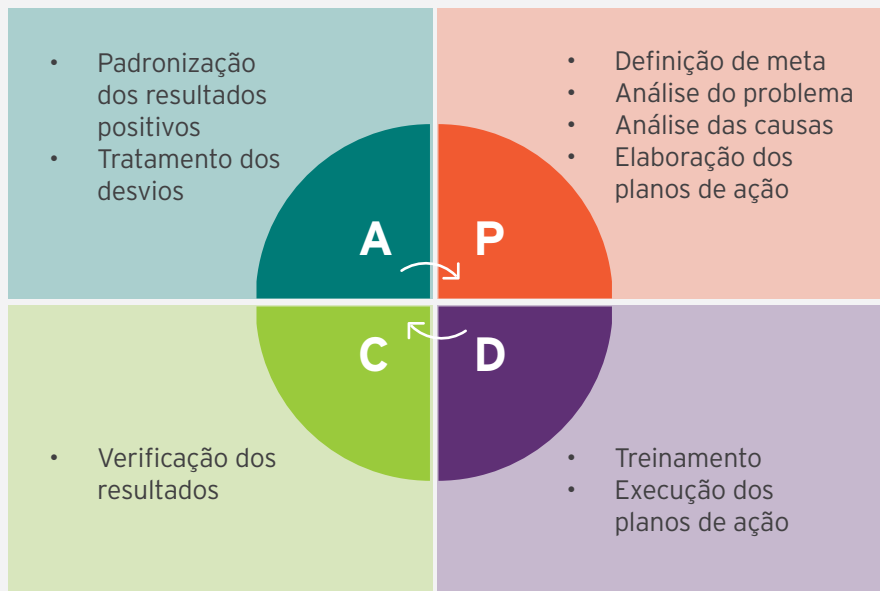 • Padronização
dos resultados
positivos
• Tratamento dos
desvios
• Definição de meta
• Análise do problema
• Análise das causas
• Elaboração dos
planos de ação
A
P
C
D
• Verificação dos
resultados
• Treinamento
• Execução dos
planos de ação